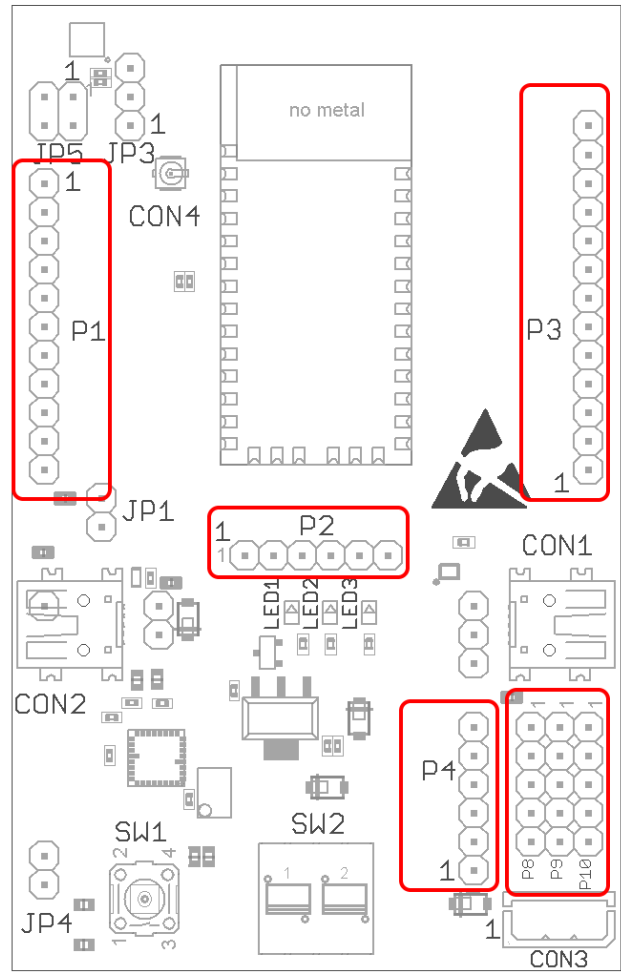 1
no metal
1
JP5 JP3
1
CON4
P1
P3
1
JP1
1 P2
1
CON1
LED1 LED2 LED3
CON2
1 1 1
P4
SW1 SW2
2 4
1 2
1
P8 P9 P10
JP4
1 3
1
CON3